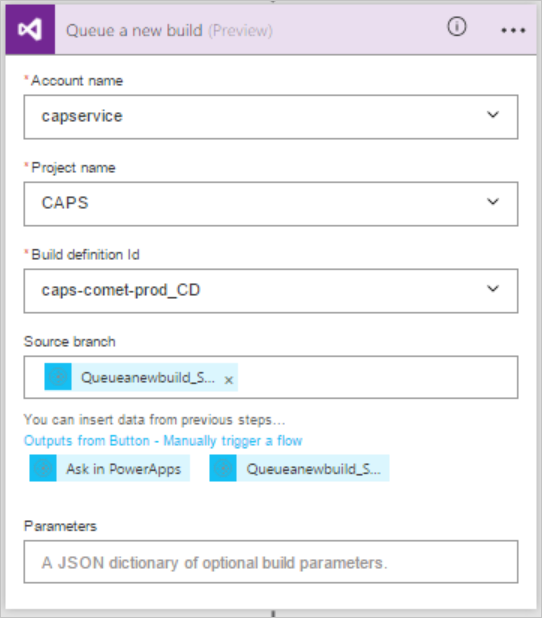 Queue a new build (Preview)
*Account name
capservice
*Project name
CAPS
*Build definition Id
caps-comet-prod_CD
Source branch
Queueanewbuild_S... x
You can insert data from previous steps...
Outputs from Button - Manually trigger a flow
Ask in PowerApps Queueanewbuild_S...
Parameters
A JSON dictionary of optional build parameters.